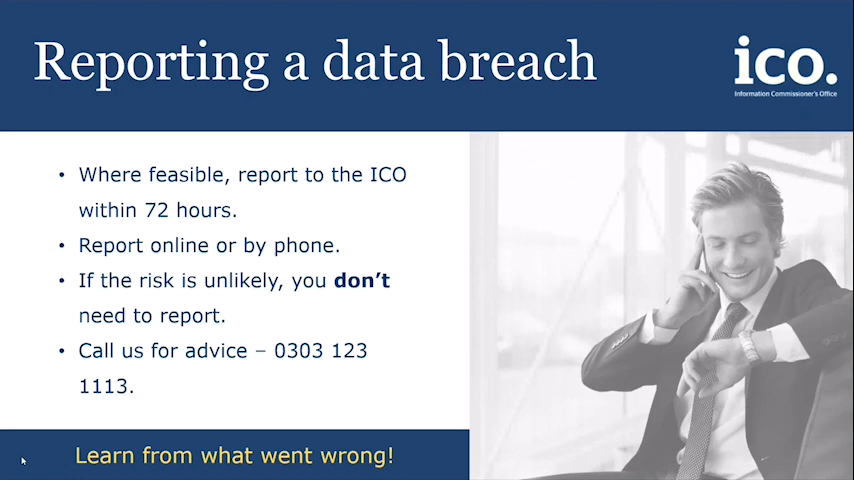 Reporting a data breach
ico.
Information Commissioner's Office
• Where feasible, report to the ICO
within 72 hours.
• Report online or by phone.
• If the risk is unlikely, you don't
need to report.
• Call us for advice – 0303 123
1113.
Learn from what went wrong!